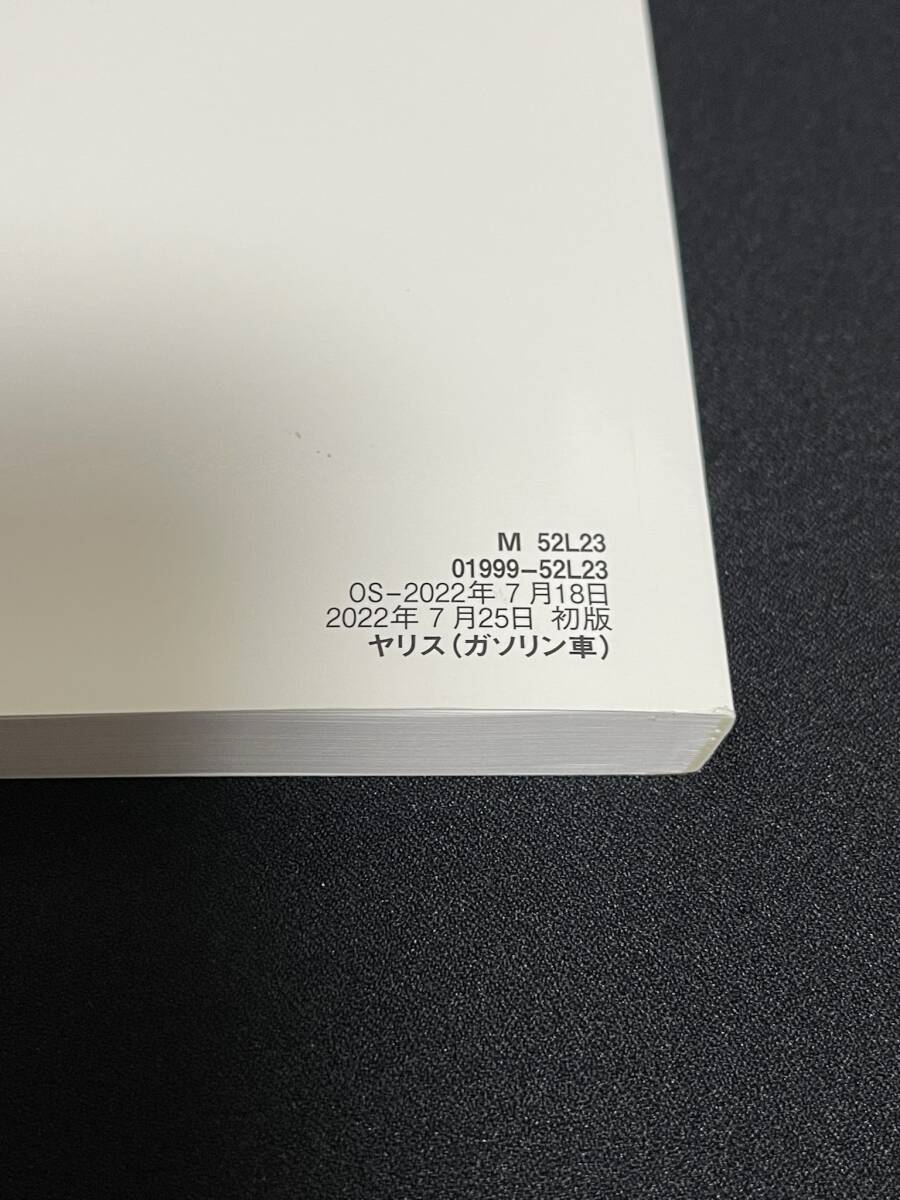 M 52L23
01999-52L23
OS-2022年 7月18日
2022年 7月25日 初版
ヤリス(ガソリン車)